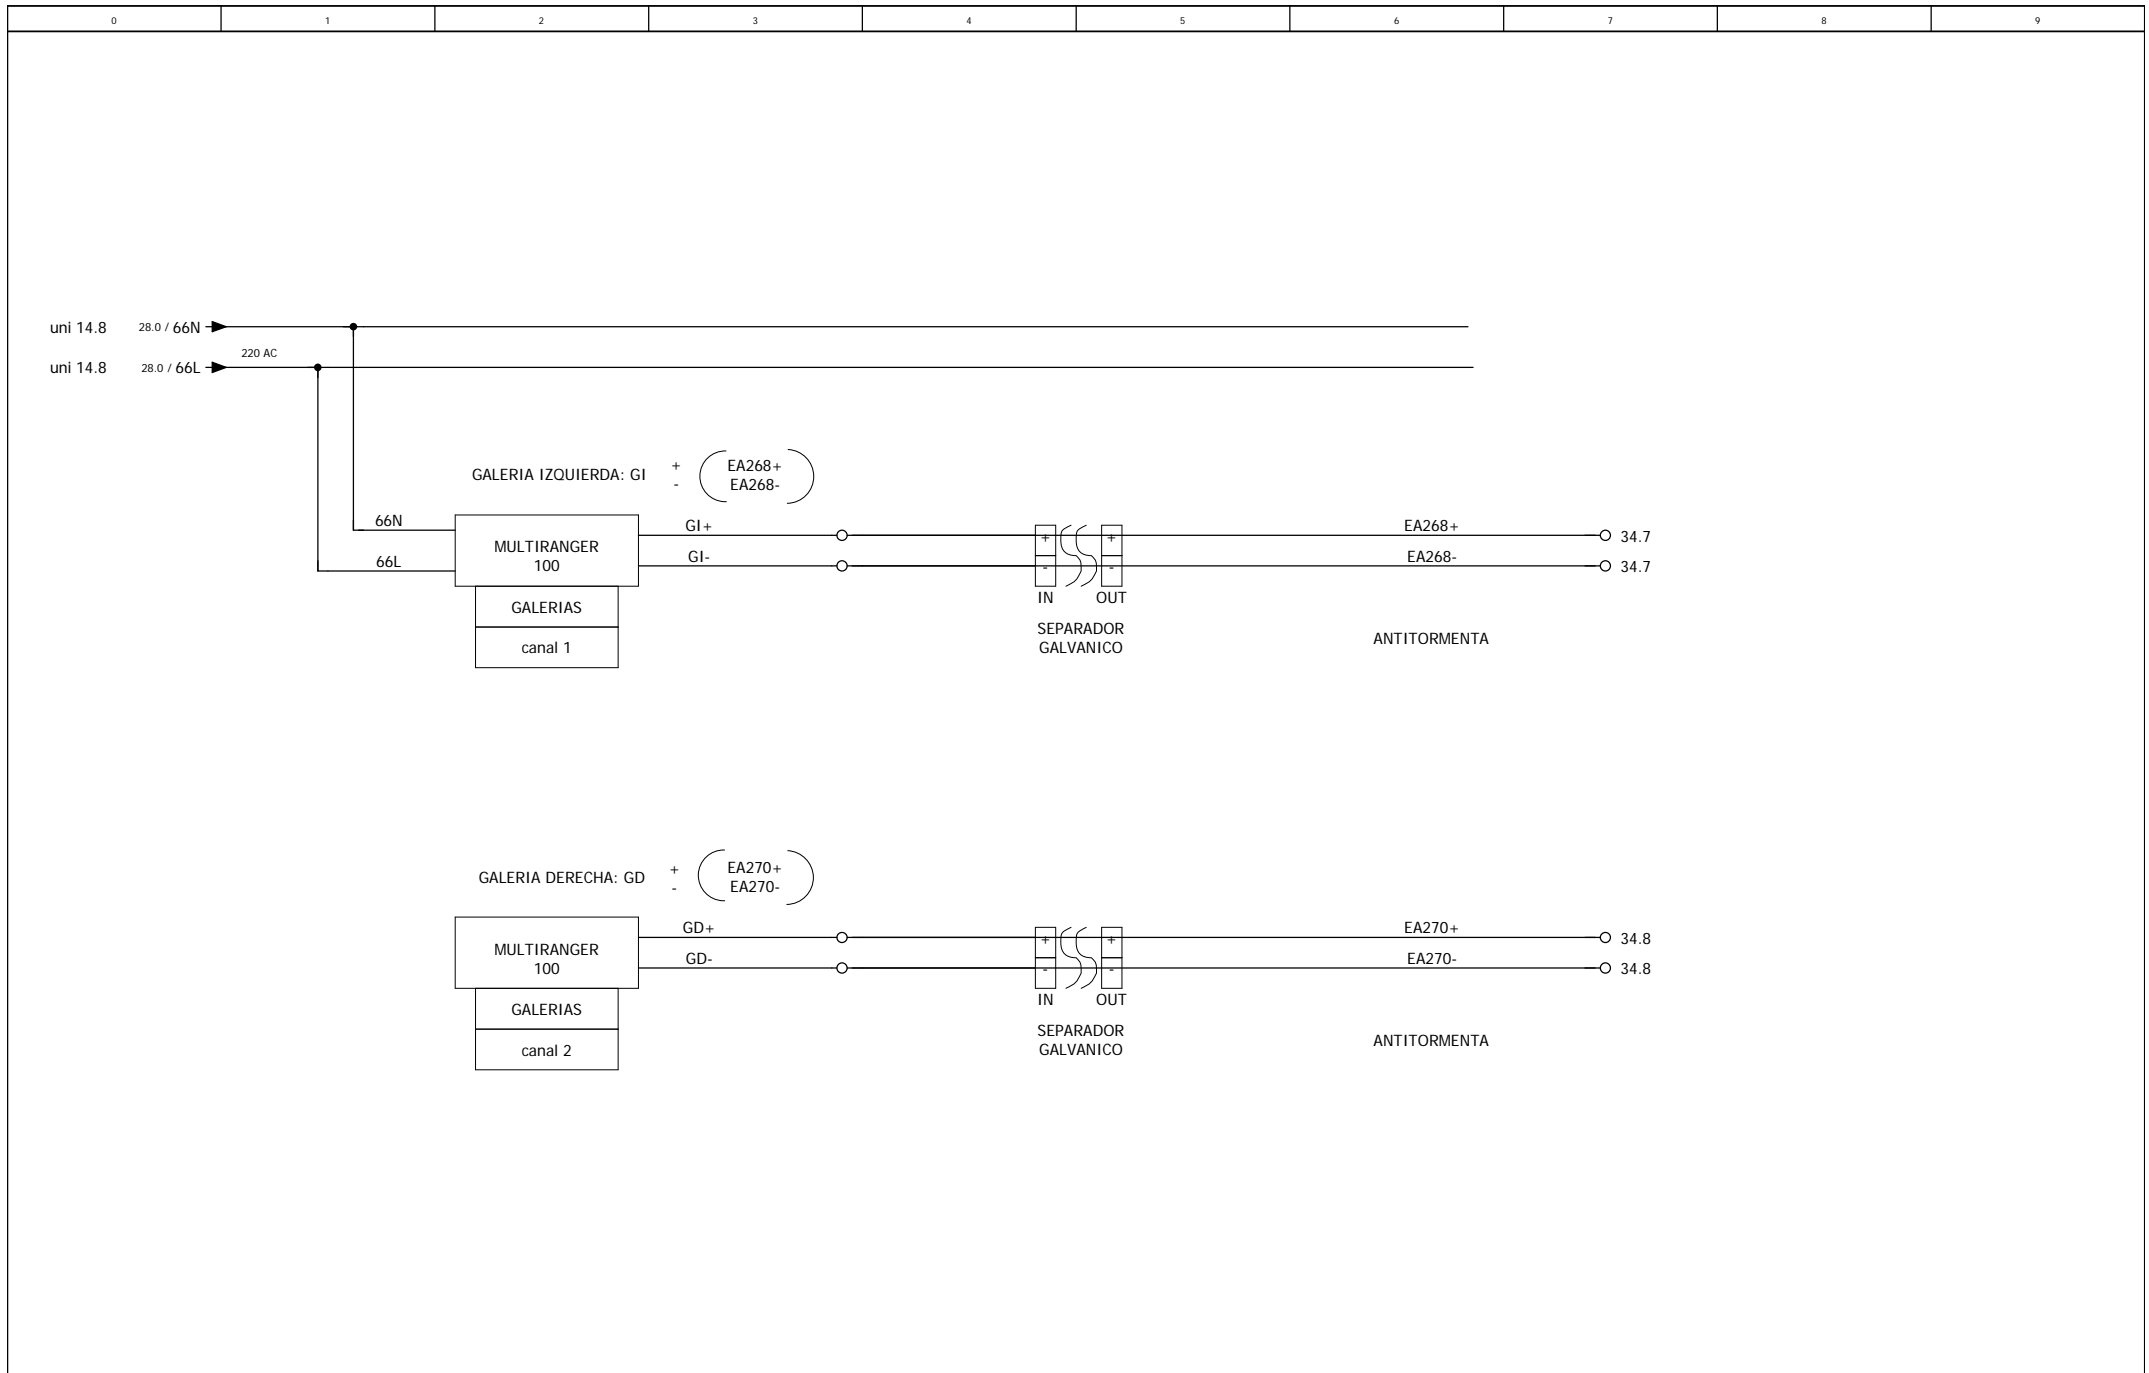 0 1 2 3 4 5 6 7 8 9
uni 14.8 28.0 / 66N
220 AC
uni 14.8 28.0 / 66L
GALERIA IZQUIERDA: GI + EA268+
- EA268-
66N
66L
MULTIRANGER
100
GALERIAS
canal 1
GI+
GI-
+ +
- -
IN OUT
SEPARADOR
GALVANICO
EA268+ 34.7
EA268- 34.7
ANTITORMENTA
GALERIA DERECHA: GD + EA270+
- EA270-
MULTIRANGER
100
GALERIAS
canal 2
GD+
GD-
+ +
- -
IN OUT
SEPARADOR
GALVANICO
EA270+ 34.8
EA270- 34.8
ANTITORMENTA